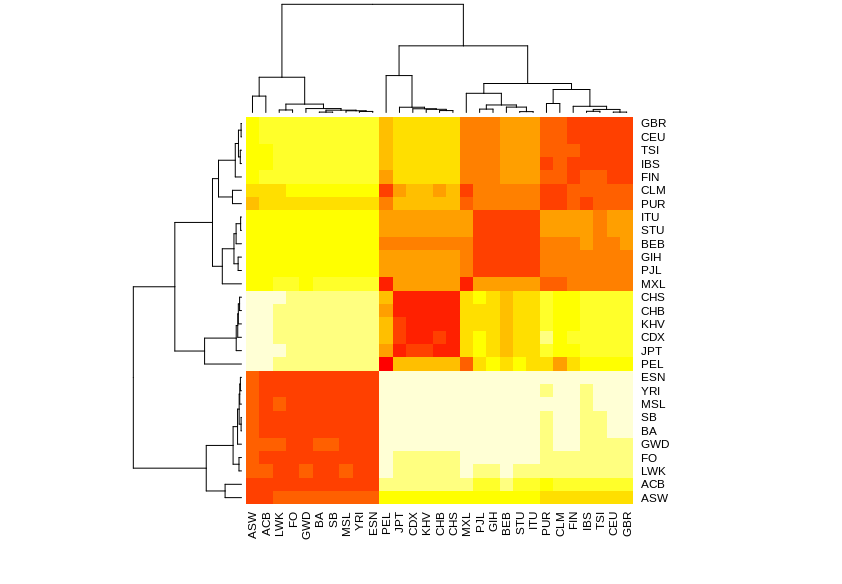 GBR
CEU
TSI
IBS
FIN
CLM
PUR
ITU
STU
BEB
GIH
PJL
MXL
CHS
CHB
KHV
CDX
JPT
PEL
ESN
YRI
MSL
SB
BA
GWD
FO
LWK
ACB
ASW
ASW
ACB
LWK
FO
GWD
BA
SB
MSL
YRI
ESN
PEL
JPT
CDX
KHV
CHB
CHS
MXL
PJL
GIH
BEB
STU
ITU
PUR
CLM
FIN
IBS
TSI
CEU
GBR